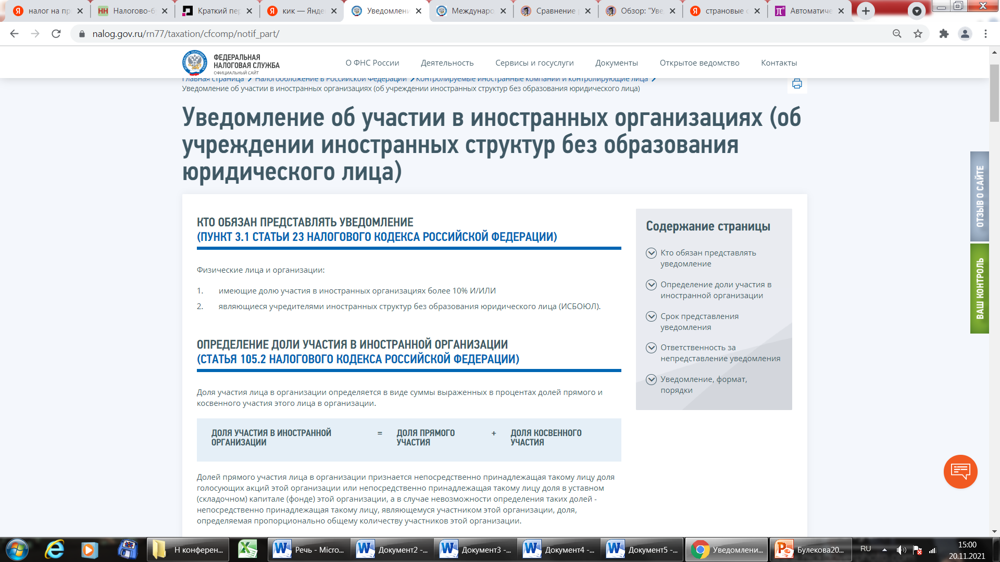 налог на пр
Налогово-б
Краткий пер
кик — Янде
Уведомлени
Междунаро
Сравнение
Обзор: "Уве
страновые
Автоматиче
nalog.gov.ru/rn77/taxation/cfcomp/notif_part/
ФЕДЕРАЛЬНАЯ
НАЛОГОВАЯ СЛУЖБА
ОФИЦИАЛЬНЫЙ САЙТ
О ФНС России
Деятельность
Сервисы и госуслуги
Документы
Открытое ведомство
Контакты
Главная страница Налогообложение в Российской Федерации Контролируемые иностранные компании и контролирующие лица
Уведомление об участии в иностранных организациях (об учреждении иностранных структур без образования юридического лица)
Уведомление об участии в иностранных организациях (об
учреждении иностранных структур без образования
юридического лица)
КТО ОБЯЗАН ПРЕДСТАВЛЯТЬ УВЕДОМЛЕНИЕ
(ПУНКТ 3.1 СТАТЬИ 23 НАЛОГОВОГО КОДЕКСА РОССИЙСКОЙ ФЕДЕРАЦИИ)
Физические лица и организации:
1. имеющие долю участия в иностранных организациях более 10% И/ИЛИ
2. являющиеся учредителями иностранных структур без образования юридического лица (ИСБОЮЛ).
ОПРЕДЕЛЕНИЕ ДОЛИ УЧАСТИЯ В ИНОСТРАННОЙ ОРГАНИЗАЦИИ
(СТАТЬЯ 105.2 НАЛОГОВОГО КОДЕКСА РОССИЙСКОЙ ФЕДЕРАЦИИ)
Доля участия лица в организации определяется в виде суммы выраженных в процентах долей прямого и
косвенного участия этого лица в организации.
ДОЛЯ УЧАСТИЯ В ИНОСТРАННОЙ
ОРГАНИЗАЦИИ
=
ДОЛЯ ПРЯМОГО
УЧАСТИЯ
+
ДОЛЯ КОСВЕННОГО
УЧАСТИЯ
Долей прямого участия лица в организации признается непосредственно принадлежащая такому лицу доля
голосующих акций этой организации или непосредственно принадлежащая такому лицу доля в уставном
(складочном) капитале (фонде) этой организации, а в случае невозможности определения таких долей -
непосредственно принадлежащая такому лицу, являющемуся участником этой организации, доля,
определяемая пропорционально общему количеству участников этой организации.
Содержание страницы
Кто обязан представлять
уведомление
Определение доли участия в
иностранной организации
Срок представления
уведомления
Ответственность за
непредставление уведомления
Уведомление, формат,
порядки
ОТЗЫВ О САЙТЕ
ВАШ КОНТРОЛЬ
Н конферен...
Речь - Micro...
Документ2 -...
Документ3 -...
Документ4 -...
Документ5 -...
Уведомлени...
Булекова20...
RU
15:00
20.11.2021